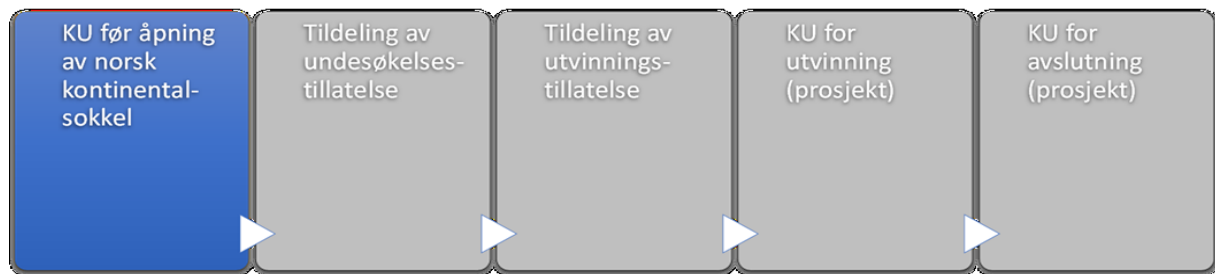 KU før åpning
av norsk
kontinental-
sokkel
Tildeling av
undesøkelses-
tillatelse
Tildeling av
utvinnings-
tillatelse
KU for
utvinning
(prosjekt)
KU for
avslutning
(prosjekt)